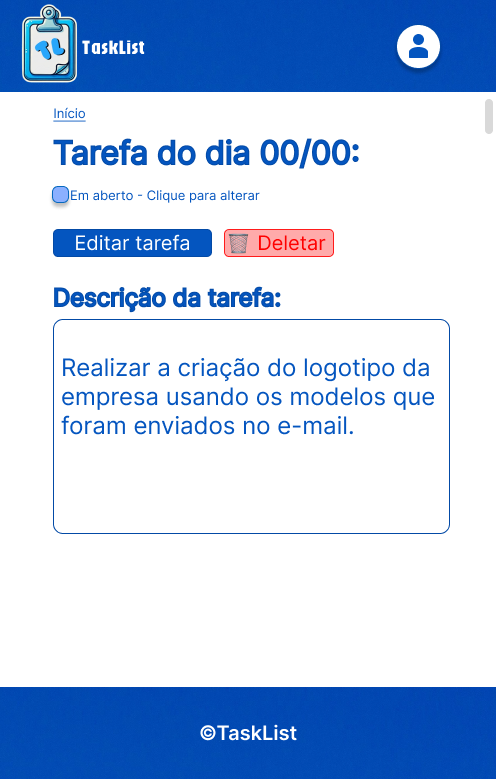 TL
TaskList
Início
Tarefa do dia 00/00:
Em aberto - Clique para alterar
Editar tarefa
Deletar
Descrição da tarefa:
Realizar a criação do logotipo da
empresa usando os modelos que
foram enviados no e-mail.
©TaskList